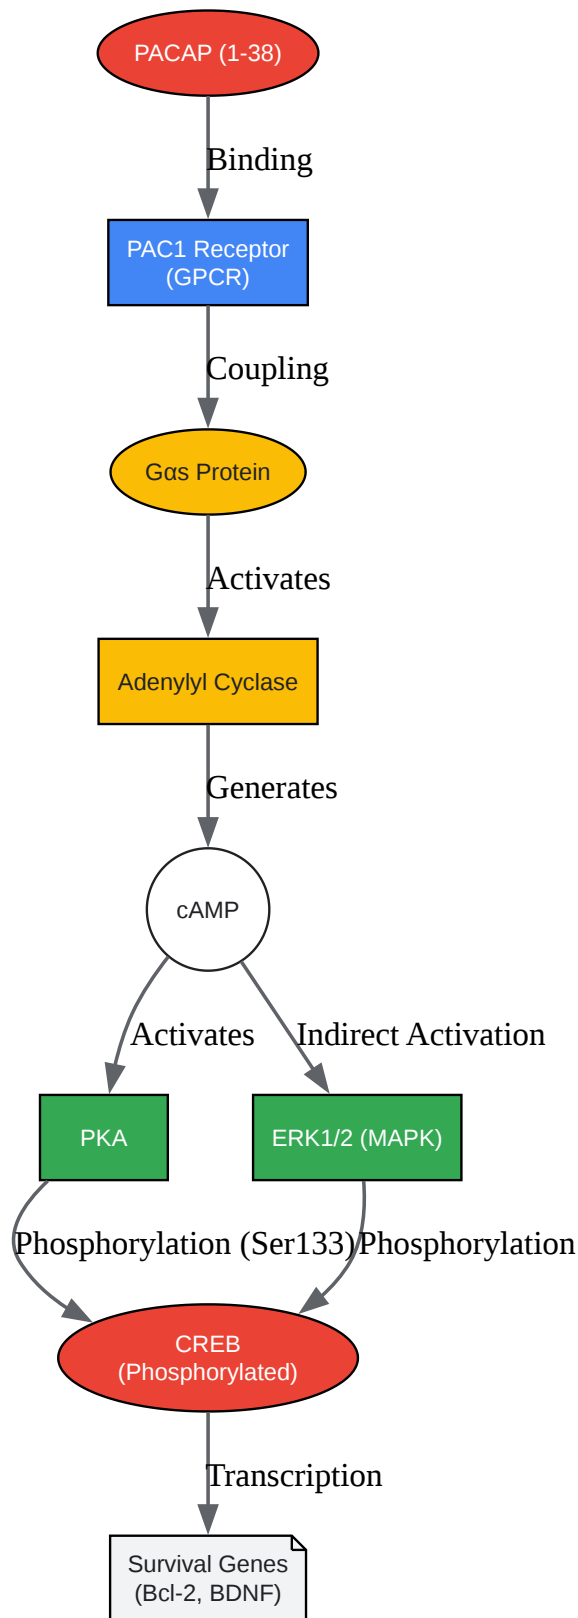 PACAP (1-38)
Binding
PAC1 Receptor
(GPCR)
Coupling
Gαs Protein
Activates
Adenylyl Cyclase
Generates
cAMP
Activates
Indirect Activation
PKA
ERK1/2 (MAPK)
Phosphorylation (Ser133)
Phosphorylation
CREB
(Phosphorylated)
Transcription
Survival Genes
(Bcl-2, BDNF)